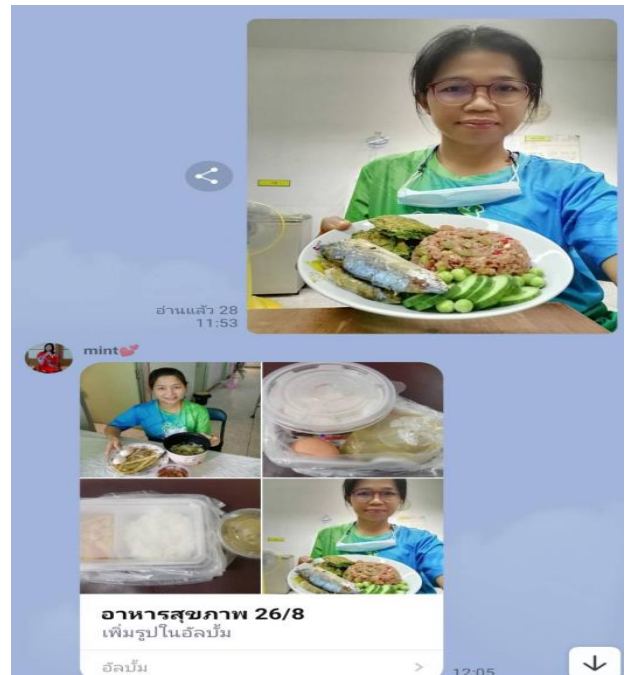 อ่านแล้ว 28
11:53
mint💕
อาหารสุขภาพ 26/8
เพิ่มรูปในอัลบั้ม
อัลบั้ม
12:05